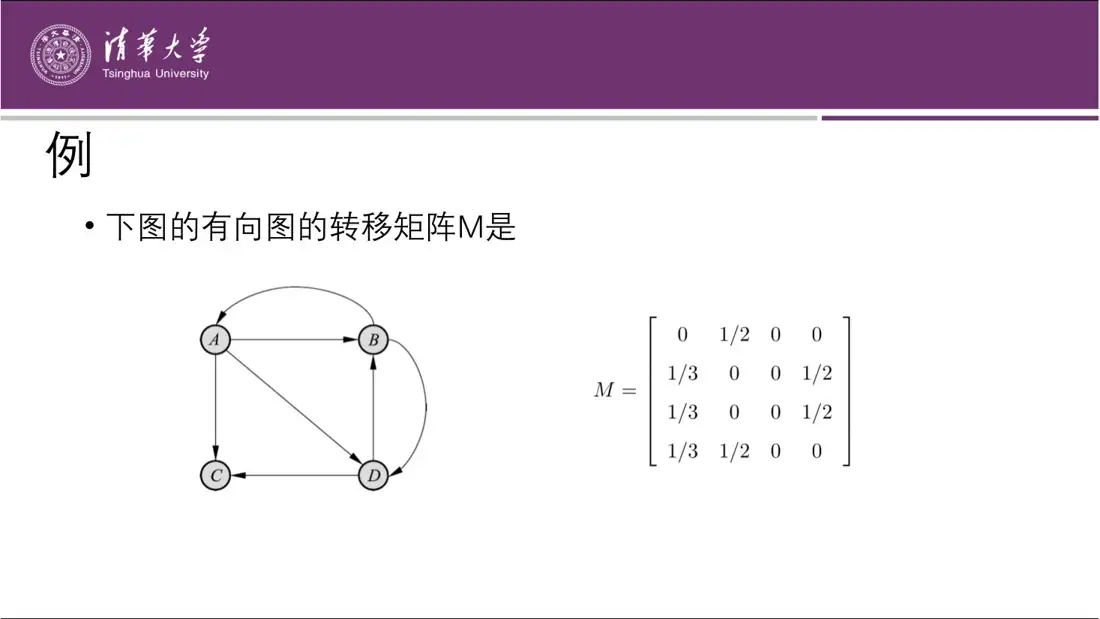 清华大学
Tsinghua University
例
• 下图的有向图的转移矩阵M是
A
B
C
D
M =
0 1/2 0 0
1/3 0 0 1/2
1/3 0 0 1/2
1/3 1/2 0 0